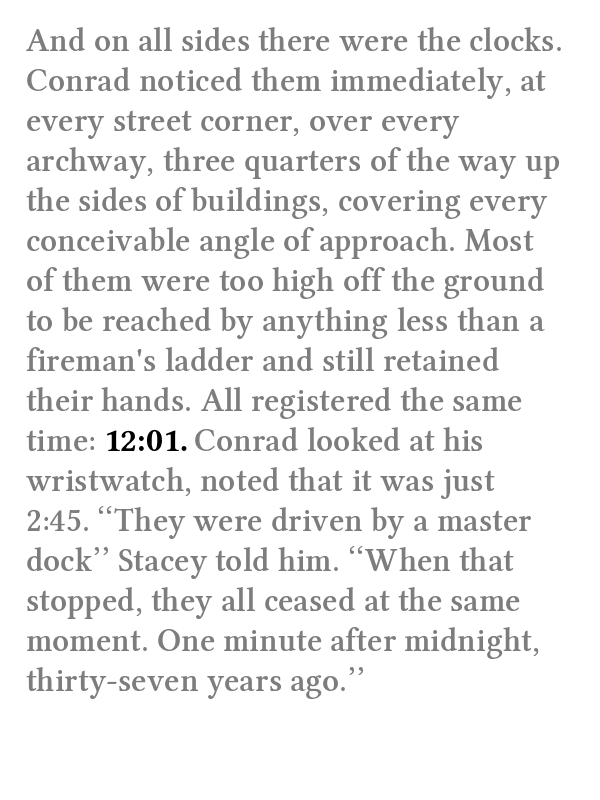 And on all sides there were the clocks.
Conrad noticed them immediately, at
every street corner, over every
archway, three quarters of the way up
the sides of buildings, covering every
conceivable angle of approach. Most
of them were too high off the ground
to be reached by anything less than a
fireman's ladder and still retained
their hands. All registered the same
time: 12:01. Conrad looked at his
wristwatch, noted that it was just
2:45. ‘‘They were driven by a master
dock’’ Stacey told him. ‘‘When that
stopped, they all ceased at the same
moment. One minute after midnight,
thirty-seven years ago.’’